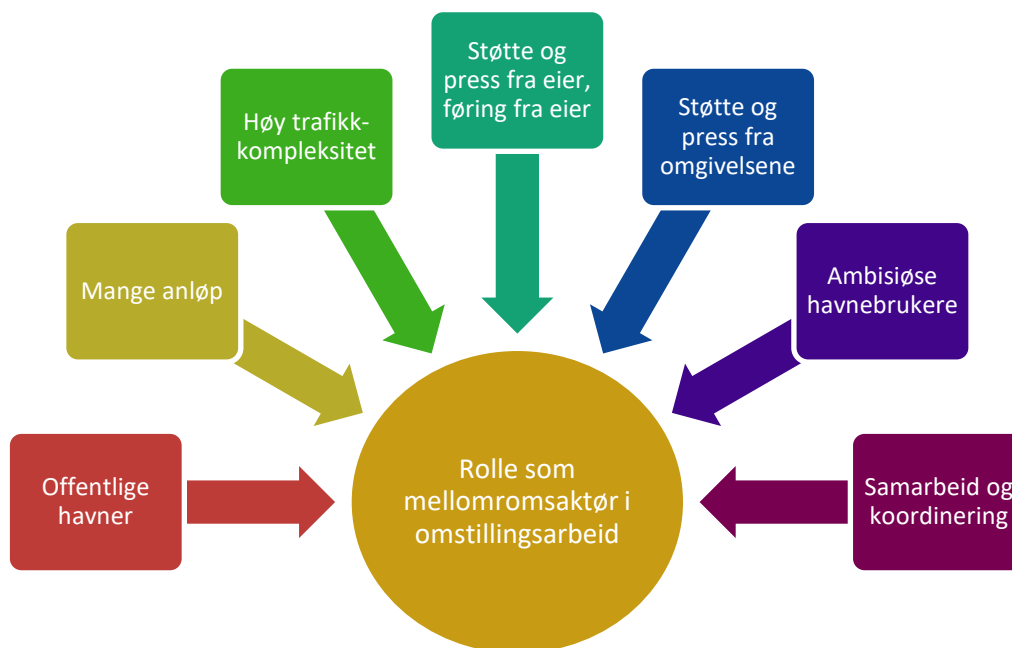 Offentlige
havner
Mange anløp
Høy trafikk-
kompleksitet
Støtte og
press fra eier,
føring fra eier
Støtte og
press fra
omgivelsene
Ambisiøse
havnebrukere
Samarbeid og
koordinering
Rolle som
mellomromsaktør i
omstillingsarbeid